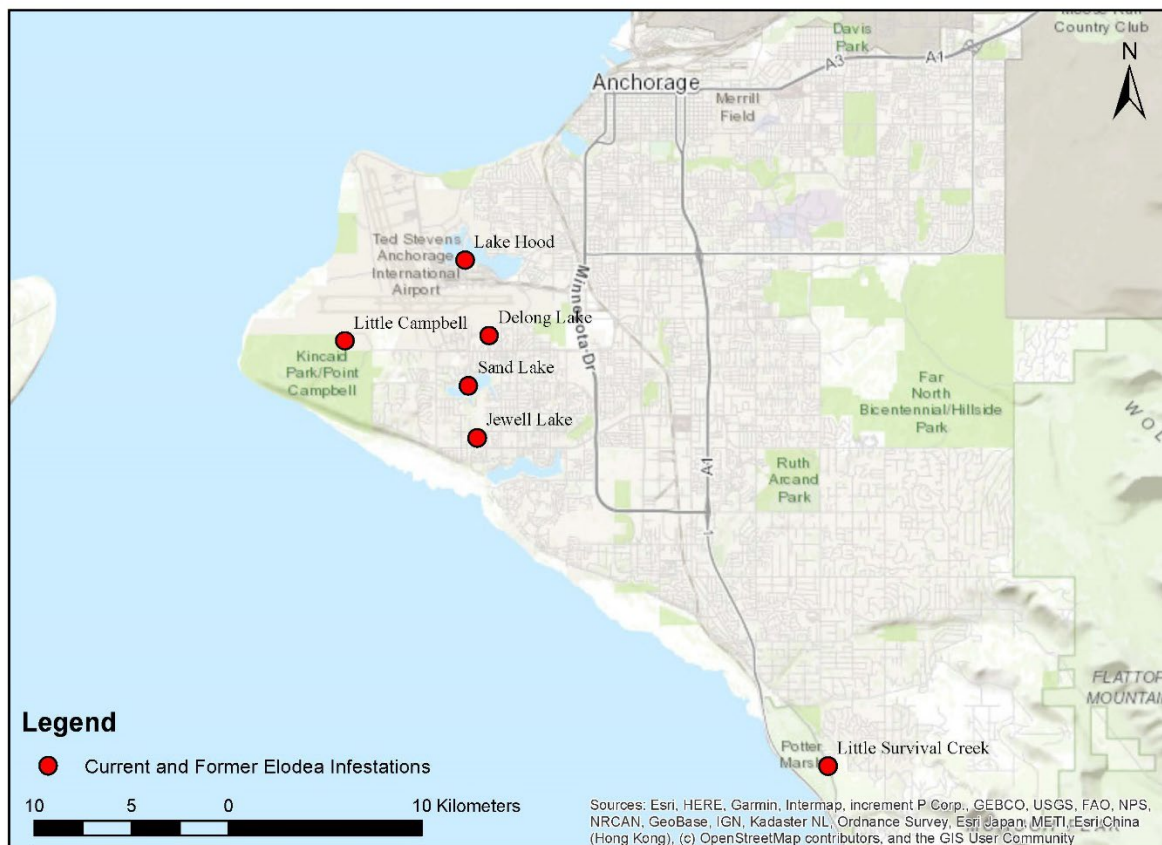 Country Club
Davis
Park
A3
A1
N
Anchorage
Merrill
Field
Ted Stevens
Anchorage
International
Airport
Lake Hood
Minnesota Dr
Little Campbell
Delong Lake
Kincaid
Park/Point
Campbell
Sand Lake
Jewell Lake
Far
North
Bicentennial/Hillside
Park
A1
Ruth
Arcand
Park
1
FLATTOP
MOUNTAIN
Potter
Marsh
Little Survival Creek
Legend
Current and Former Elodea Infestations
10 5 0 10 Kilometers
Sources: Esri, HERE, Garmin, Intermap, increment P Corp., GEBCO, USGS, FAO, NPS,
NRCAN, GeoBase, IGN, Kadaster NL, Ordnance Survey, Esri Japan, METI, Esri China
(Hong Kong), (c) OpenStreetMap contributors, and the GIS User Community